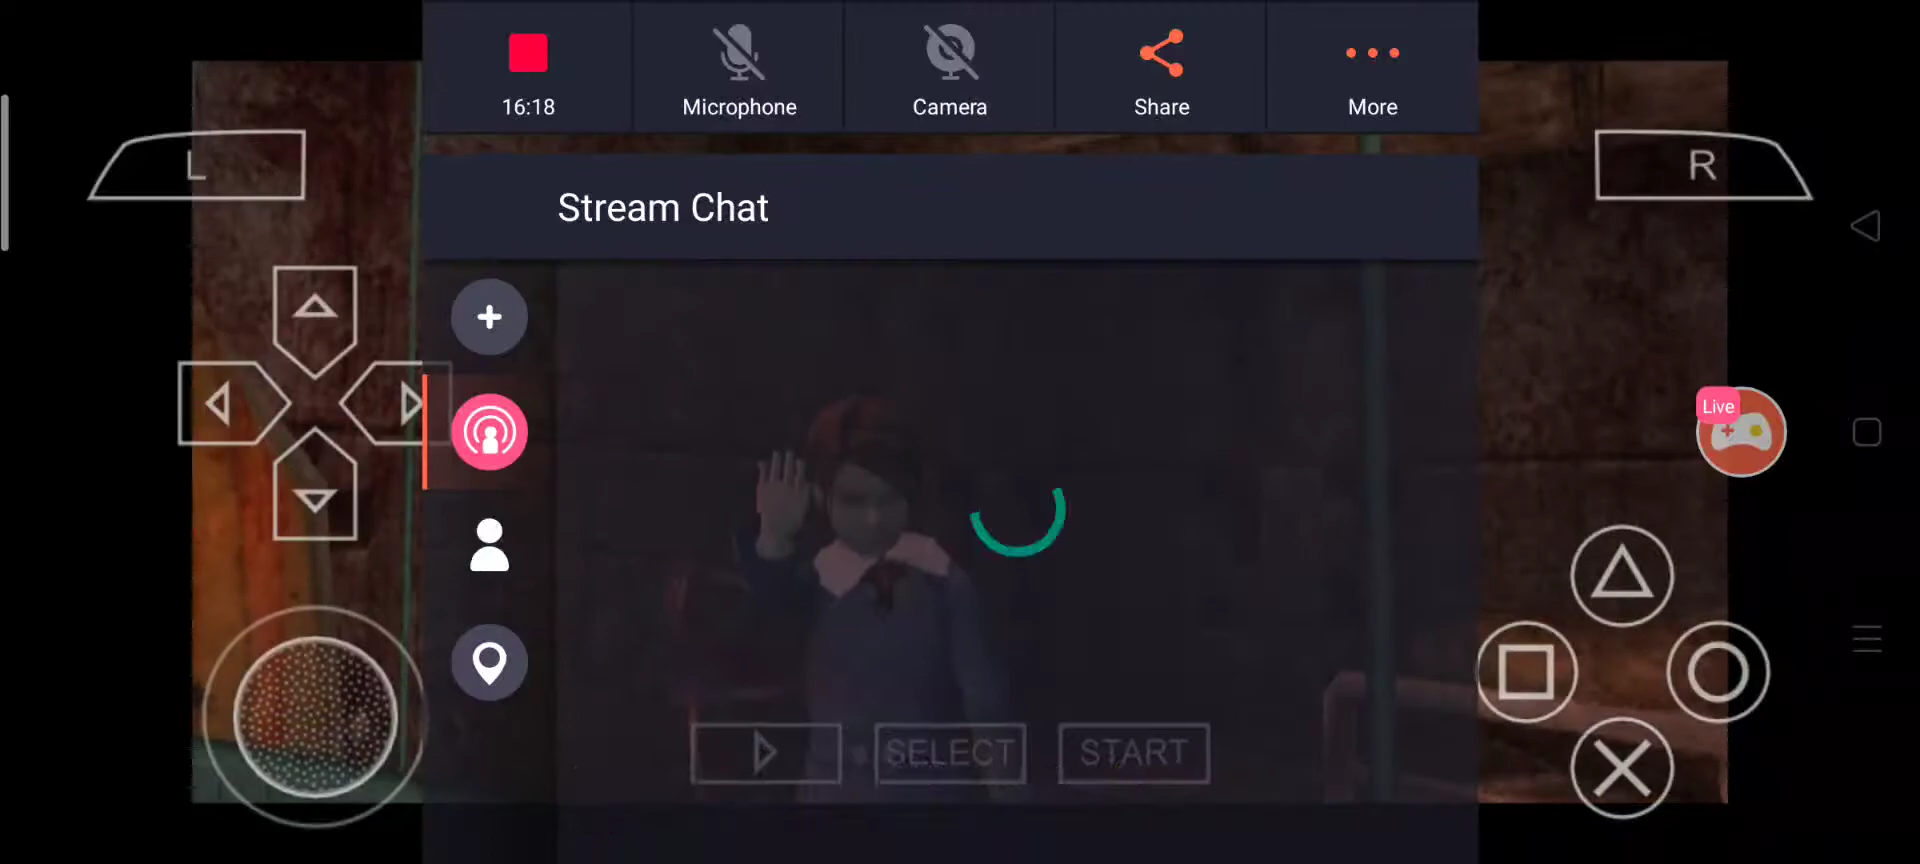 16:18
Microphone
Camera
Share
More
L
R
Stream Chat
Live
SELECT
START